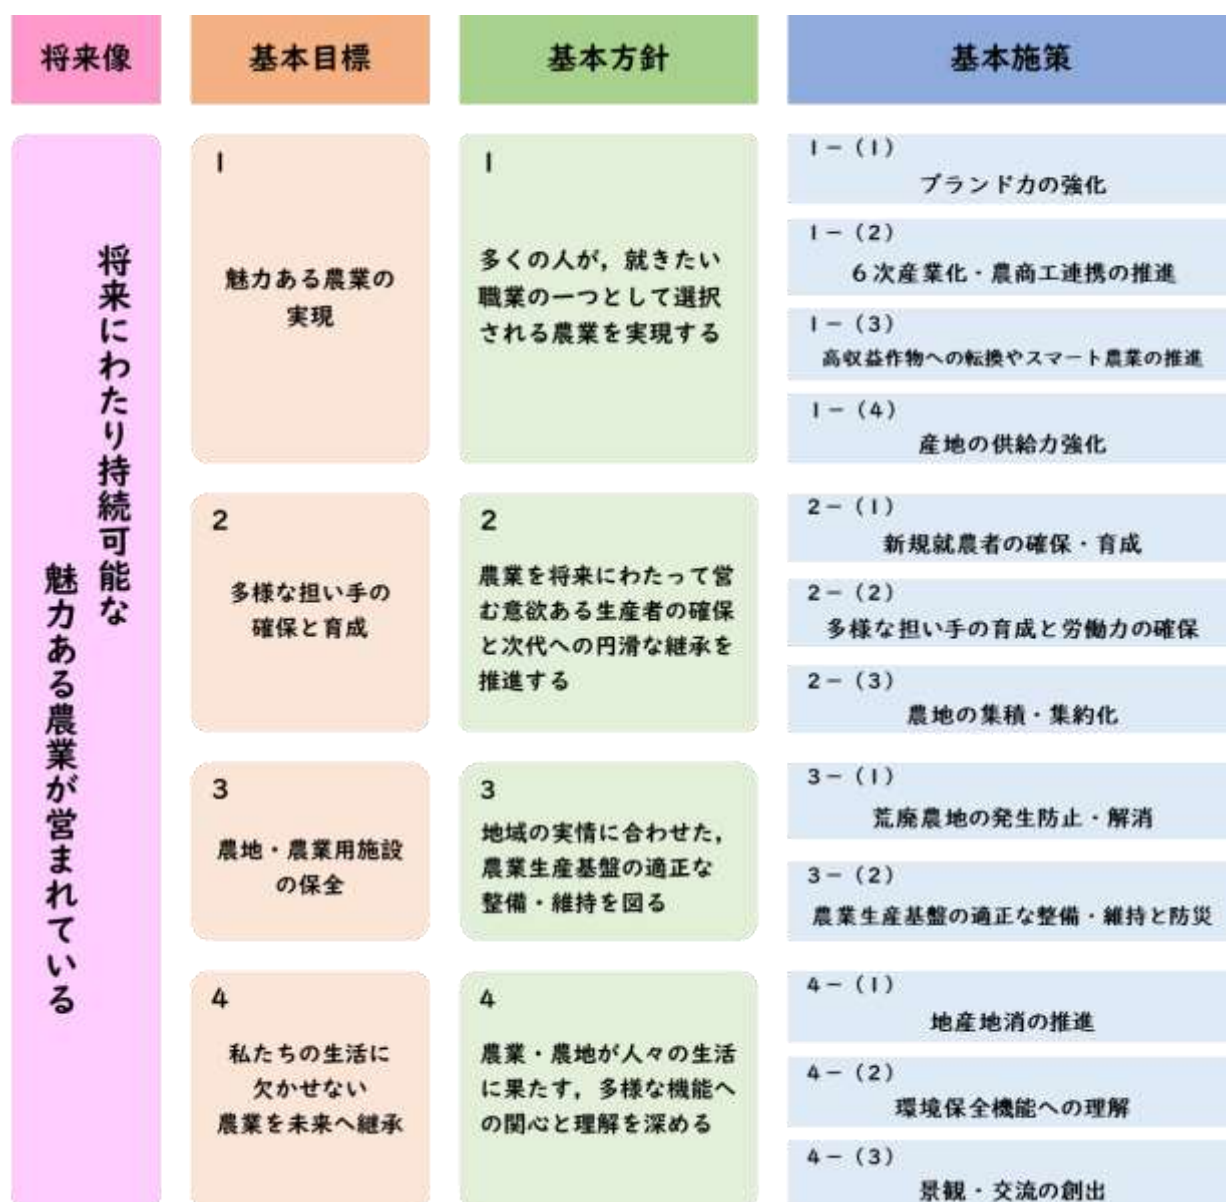 将来像
基本目標
基本方針
基本施策
将来にわたり持続可能な
魅力ある農業が営まれている
1
魅力ある農業の
実現
1
多くの人が，就きたい
職業の一つとして選択
される農業を実現する
1－(1)
ブランド力の強化
1－(2)
6次産業化・農商工連携の推進
1－(3)
高収益作物への転換やスマート農業の推進
1－(4)
産地の供給力強化
2
多様な担い手の
確保と育成
2
農業を将来にわたって営
む意欲ある生産者の確保
と次代への円滑な継承を
推進する
2－(1)
新規就農者の確保・育成
2－(2)
多様な担い手の育成と労働力の確保
2－(3)
農地の集積・集約化
3
農地・農業用施設
の保全
3
地域の実情に合わせた，
農業生産基盤の適正な
整備・維持を図る
3－(1)
荒廃農地の発生防止・解消
3－(2)
農業生産基盤の適正な整備・維持と防災
4
私たちの生活に
欠かせない
農業を未来へ継承
4
農業・農地が人々の生活
に果たす，多様な機能へ
の関心と理解を深める
4－(1)
地産地消の推進
4－(2)
環境保全機能への理解
4－(3)
景観・交流の創出